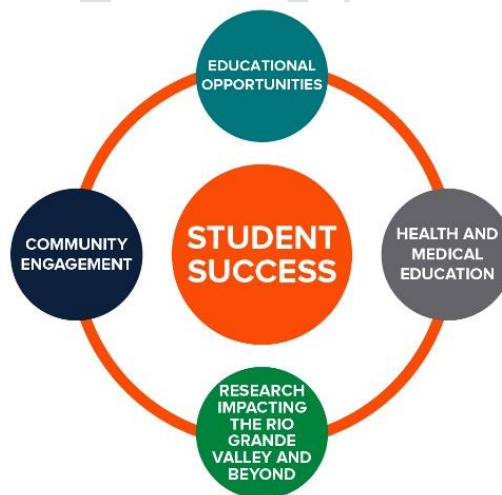 EDUCATIONAL
OPPORTUNITIES
COMMUNITY
ENGAGEMENT
STUDENT
SUCCESS
HEALTH AND
MEDICAL
EDUCATION
RESEARCH
IMPACTING
THE RIO
GRANDE
VALLEY AND
BEYOND